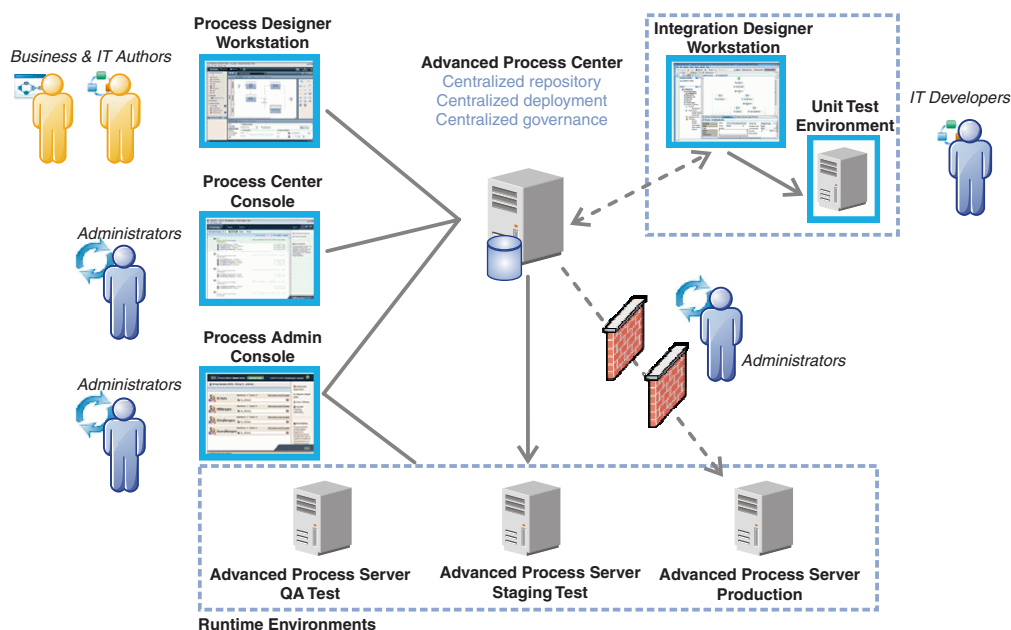 Process Designer
Workstation
Business & IT Authors
Advanced Process Center
Centralized repository
Centralized deployment
Centralized governance
Integration Designer
Workstation
Unit Test
Environment
IT Developers
Process Center
Console
Administrators
Process Admin
Console
Administrators
Administrators
Advanced Process Server
QA Test
Advanced Process Server
Staging Test
Advanced Process Server
Production
Runtime Environments